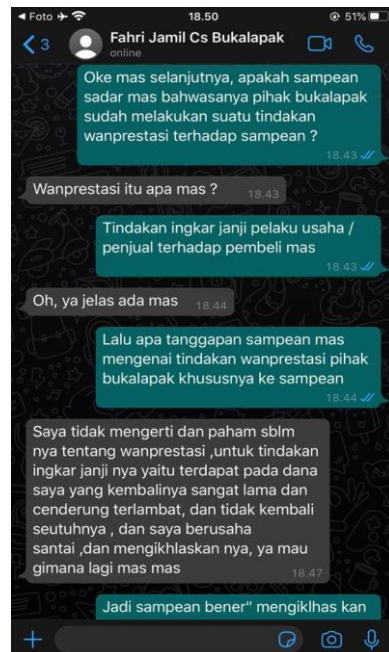 ◄ Foto 18.50 51%
3 Fahri Jamil Cs Bukalapak
online
Oke mas selanjutnya, apakah sampean
sadar mas bahwasanya pihak bukalapak
sudah melakukan suatu tindakan
wanprestasi terhadap sampean ?
18.43
Wanprestasi itu apa mas ? 18.43
Tindakan ingkar janji pelaku usaha /
penjual terhadap pembeli mas
18.43
Oh, ya jelas ada mas 18.44
Lalu apa tanggapan sampean mas
mengenai tindakan wanprestasi pihak
bukalapak khususnya ke sampean
18.44
Saya tidak mengerti dan paham sblm
nya tentang wanprestasi ,untuk tindakan
ingkar janji nya yaitu terdapat pada dana
saya yang kembalinya sangat lama dan
cenderung terlambat, dan tidak kembali
seutuhnya , dan saya berusaha
santai ,dan mengikhlaskan nya, ya mau
gimana lagi mas mas 18.47
Jadi sampean bener" mengiklhas kan